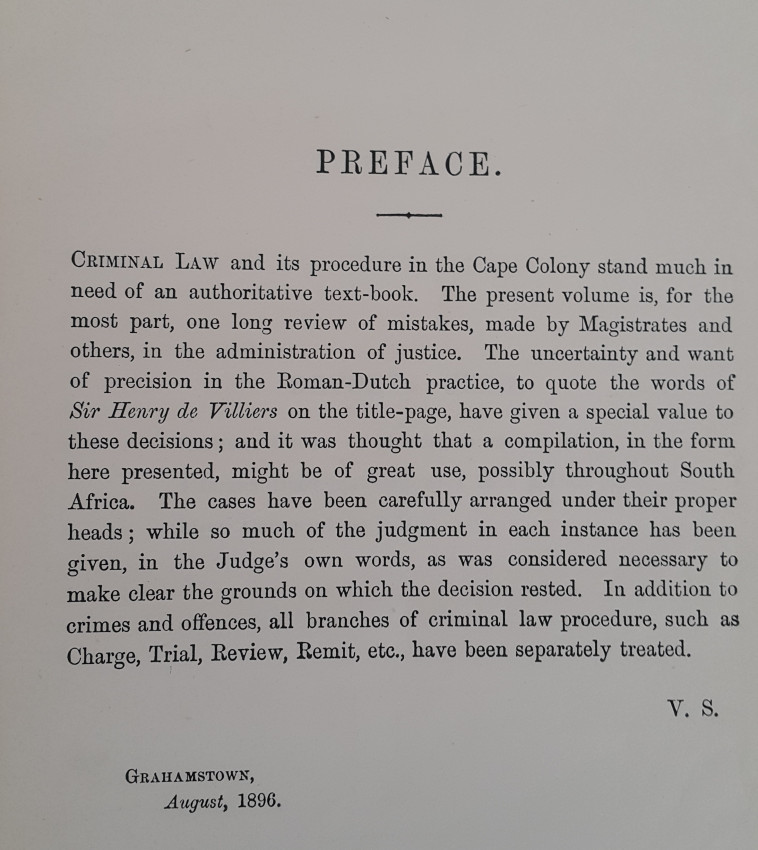 PREFACE.
CRIMINAL LAW and its procedure in the Cape Colony stand much in
need of an authoritative text-book. The present volume is, for the
most part, one long review of mistakes, made by Magistrates and
others, in the administration of justice. The uncertainty and want
of precision in the Roman-Dutch practice, to quote the words of
Sir Henry de Villiers on the title-page, have given a special value to
these decisions; and it was thought that a compilation, in the form
here presented, might be of great use, possibly throughout South
Africa. The cases have been carefully arranged under their proper
heads; while so much of the judgment in each instance has been
given, in the Judge's own words, as was considered necessary to
make clear the grounds on which the decision rested. In addition to
crimes and offences, all branches of criminal law procedure, such as
Charge, Trial, Review, Remit, etc., have been separately treated.
V. S.
GRAHAMSTOWN,
August, 1896.